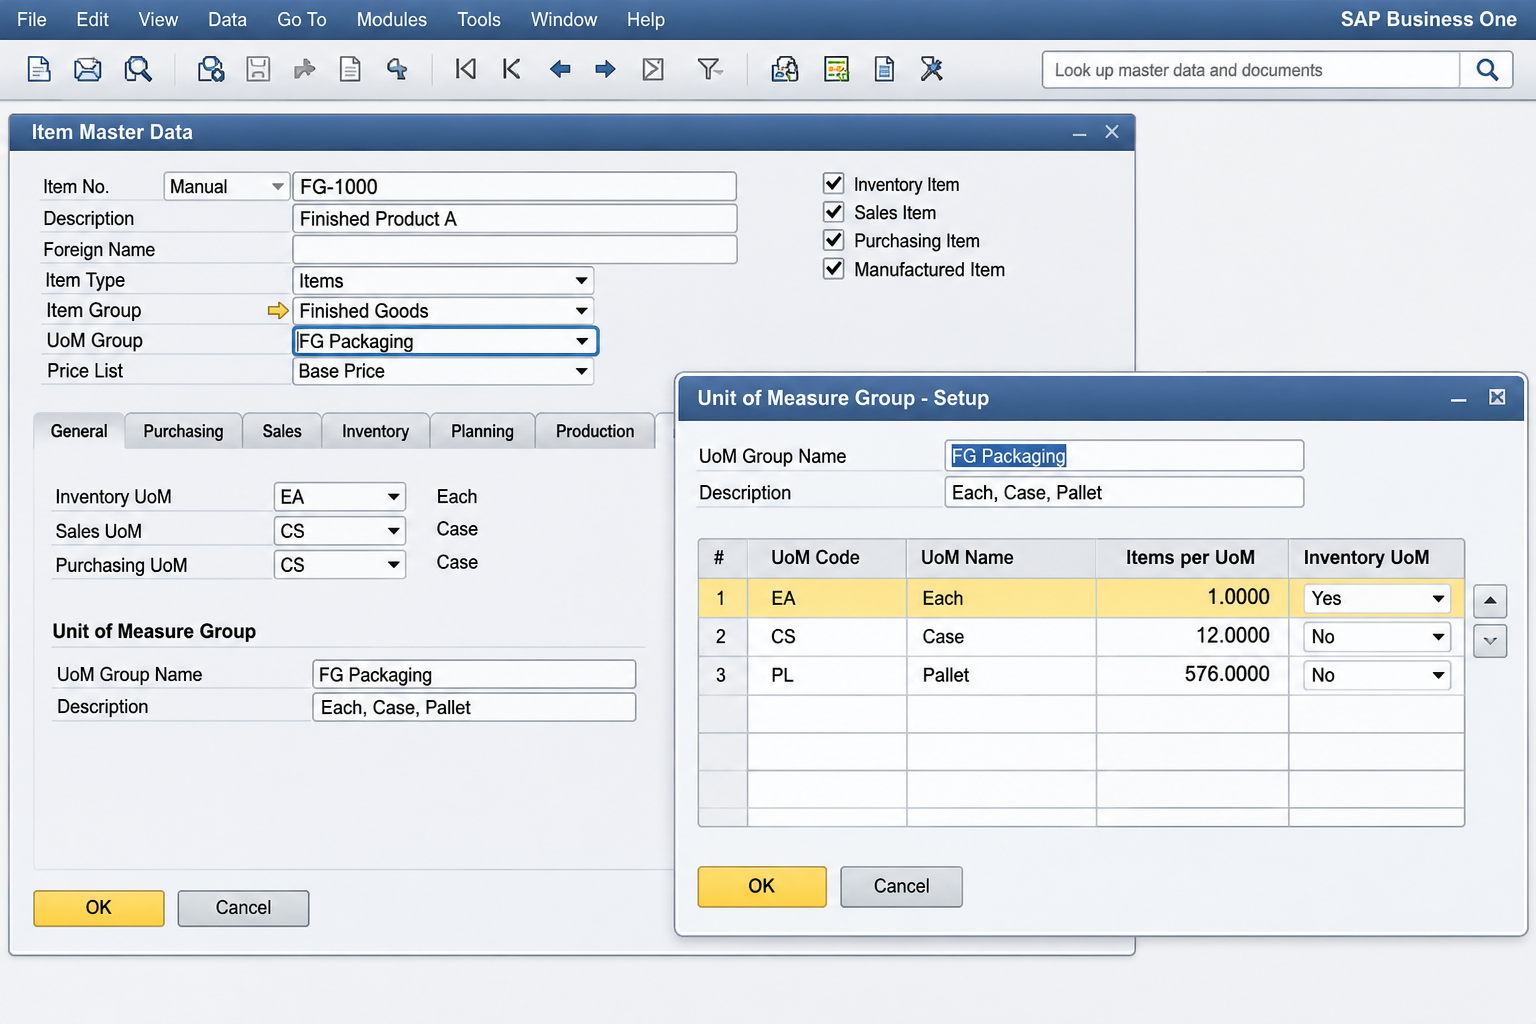 File Edit View Data Go To Modules Tools Window Help SAP Business One
Look up master data and documents
Item Master Data
Item No. Manual FG-1000
Description Finished Product A
Foreign Name
Item Type Items
Item Group Finished Goods
UoM Group FG Packaging
Price List Base Price
Inventory Item
Sales Item
Purchasing Item
Manufactured Item
General Purchasing Sales Inventory Planning Production
Inventory UoM EA Each
Sales UoM CS Case
Purchasing UoM CS Case
Unit of Measure Group
UoM Group Name FG Packaging
Description Each, Case, Pallet
OK Cancel
Unit of Measure Group - Setup
UoM Group Name FG Packaging
Description Each, Case, Pallet
# UoM Code UoM Name Items per UoM Inventory UoM
1 EA Each 1.0000 Yes
2 CS Case 12.0000 No
3 PL Pallet 576.0000 No
OK Cancel